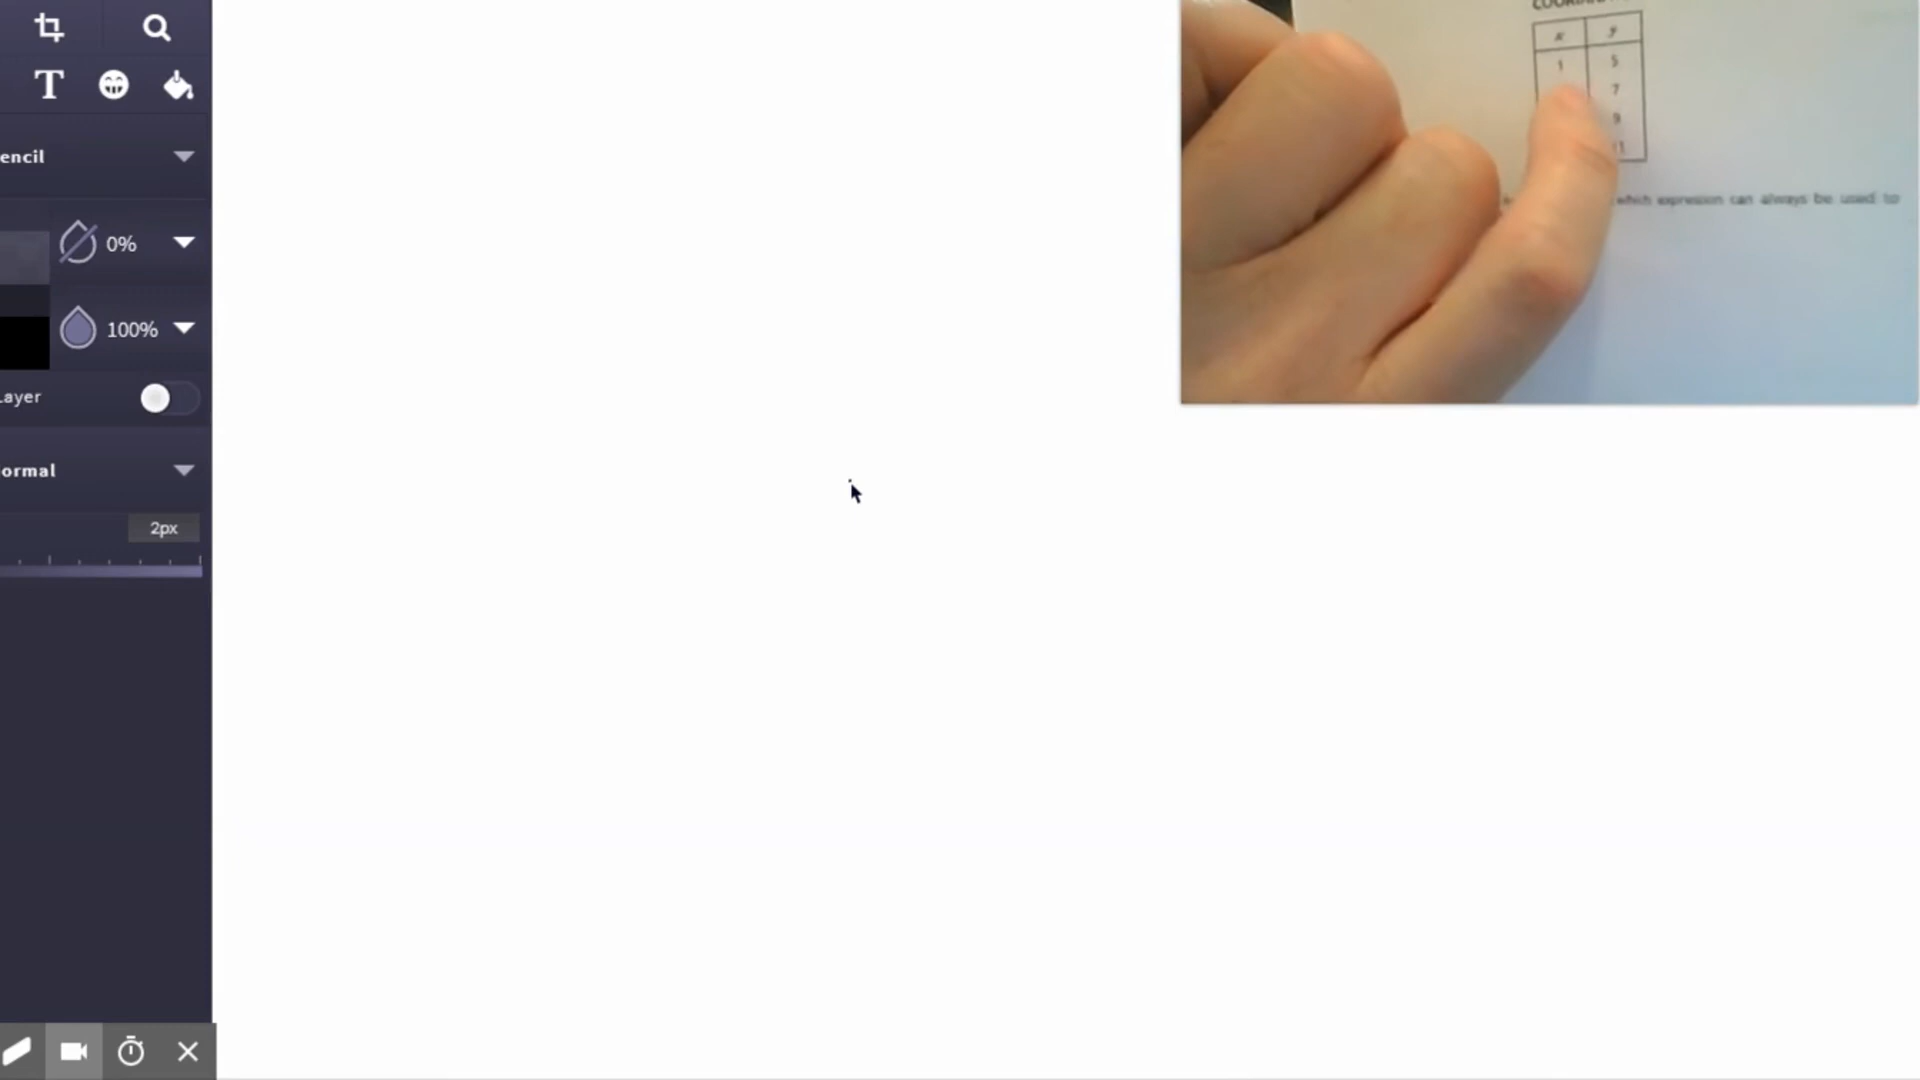 T
encil
0%
100%
ayer
ormal
2px
x y
1 5
7
9
which expression can always be used to